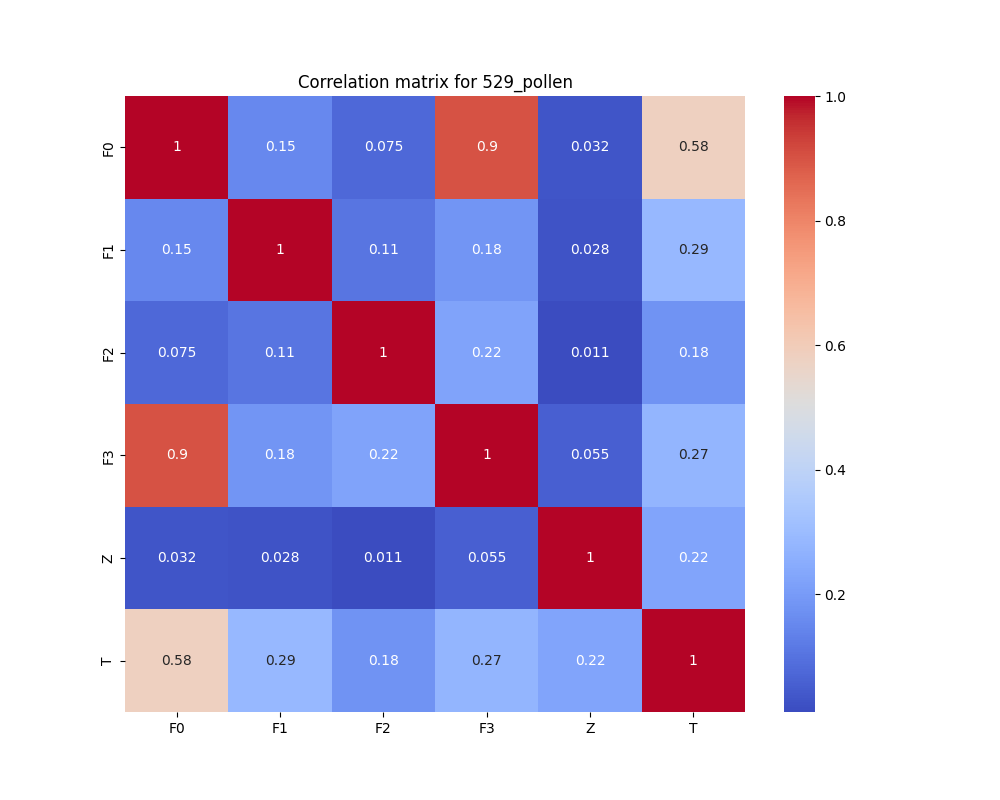 Correlation matrix for 529_pollen
F0 1 0.15 0.075 0.9 0.032 0.58
F1 0.15 1 0.11 0.18 0.028 0.29
F2 0.075 0.11 1 0.22 0.011 0.18
F3 0.9 0.18 0.22 1 0.055 0.27
Z 0.032 0.028 0.011 0.055 1 0.22
T 0.58 0.29 0.18 0.27 0.22 1
F0 F1 F2 F3 Z T
1.0
0.8
0.6
0.4
0.2